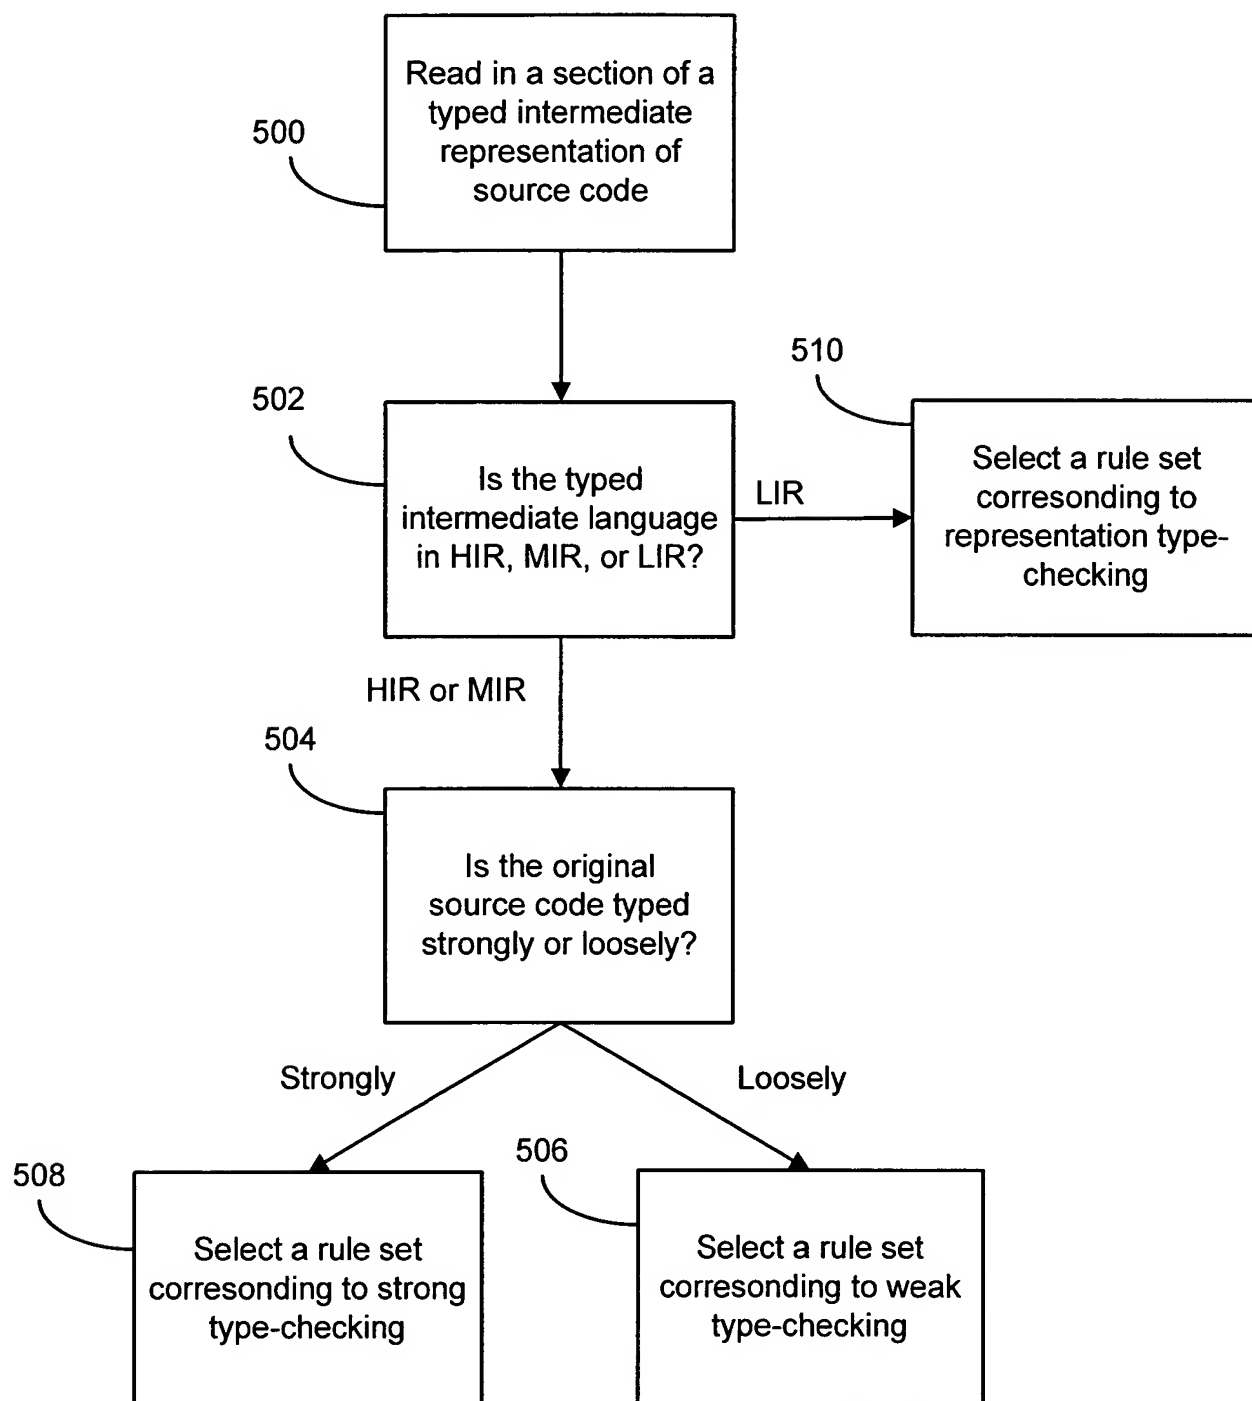 Read in a section of a
typed intermediate
representation of
source code
500
510
502
Is the typed
intermediate language
in HIR, MIR, or LIR?
LIR
Select a rule set
corresonding to
representation type-
checking
HIR or MIR
504
Is the original
source code typed
strongly or loosely?
Strongly
Loosely
508
506
Select a rule set
corresonding to strong
type-checking
Select a rule set
corresonding to weak
type-checking